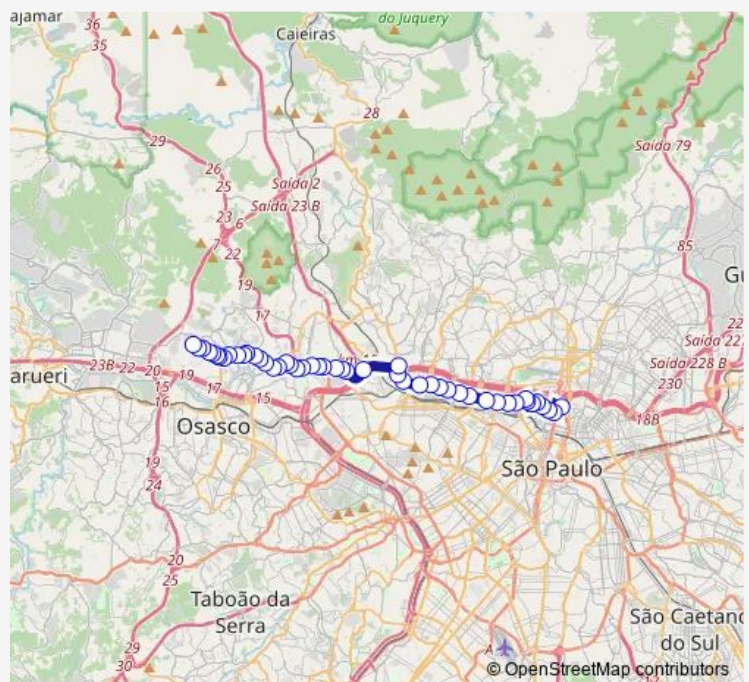 ajamar
36
35
do Juquery
Caieiras
28
29
Saída 79
26
25
Saída 2
Saída 23 B
23
6
7
22
85
19
17
22
Saída 22
Saída 228 B
230
arueri
23B
22
20
19
17
15
15
16
18B
Osasco
São Paulo
19
24
20
25
Taboão da
Serra
São Caetano
do Sul
29
30
A
© OpenStreetMap contributors